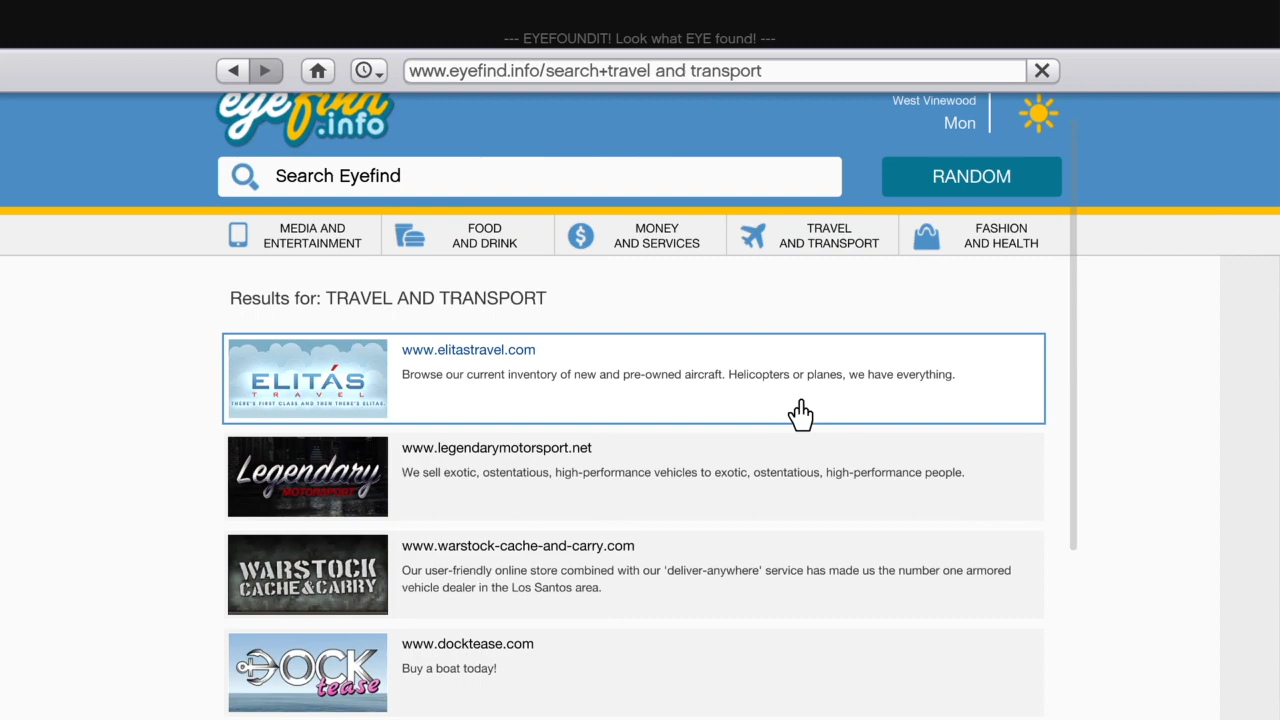 --- EYEFOUNDIT! Look what EYE found! ---
www.eyefind.info/search+travel and transport
eyefind
.info
West Vinewood
Mon
Search Eyefind
RANDOM
MEDIA AND
ENTERTAINMENT
FOOD
AND DRINK
MONEY
AND SERVICES
TRAVEL
AND TRANSPORT
FASHION
AND HEALTH
Results for: TRAVEL AND TRANSPORT
ELITÁS
TRAVEL
THERE'S FIRST CLASS AND THEN THERE'S ELITAS.
www.elitastravel.com
Browse our current inventory of new and pre-owned aircraft. Helicopters or planes, we have everything.
Legendary
MOTORSPORT
www.legendarymotorsport.net
We sell exotic, ostentatious, high-performance vehicles to exotic, ostentatious, high-performance people.
WARSTOCK
CACHE&CARRY
www.warstock-cache-and-carry.com
Our user-friendly online store combined with our 'deliver-anywhere' service has made us the number one armored
vehicle dealer in the Los Santos area.
DOCK
tease
www.docktease.com
Buy a boat today!